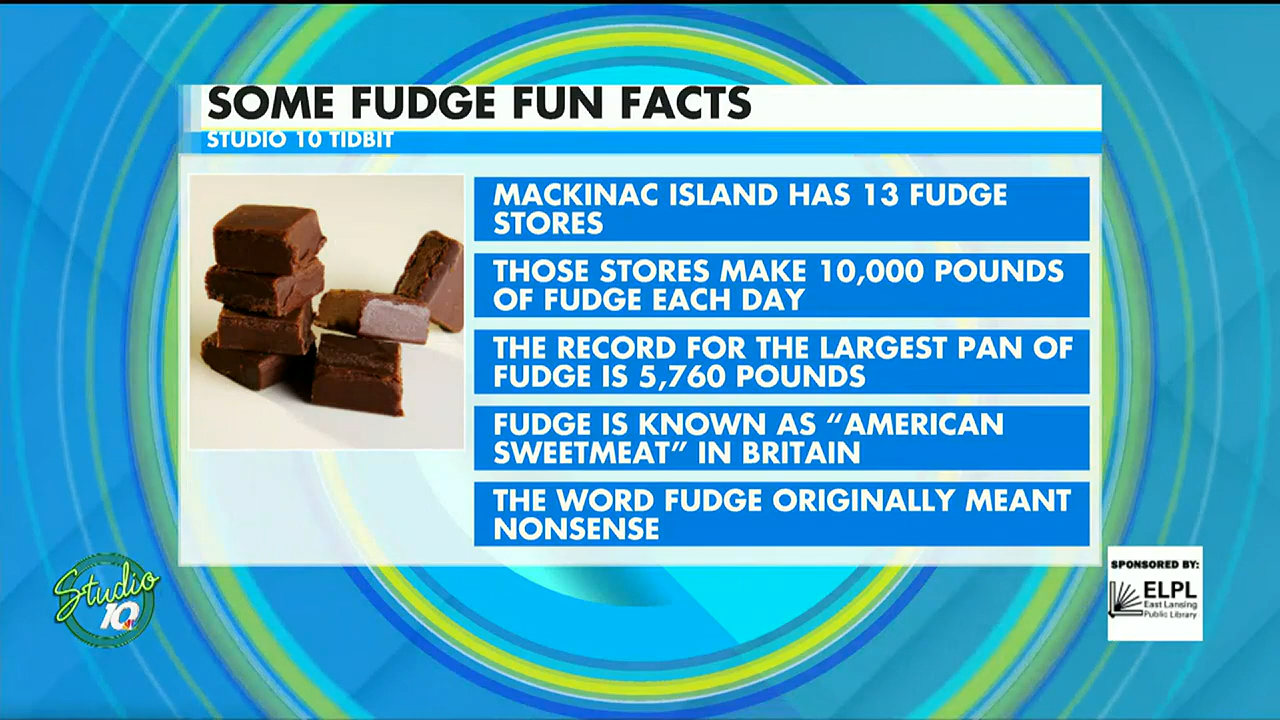 SOME FUDGE FUN FACTS
STUDIO 10 TIDBIT
MACKINAC ISLAND HAS 13 FUDGE
STORES
THOSE STORES MAKE 10,000 POUNDS
OF FUDGE EACH DAY
THE RECORD FOR THE LARGEST PAN OF
FUDGE IS 5,760 POUNDS
FUDGE IS KNOWN AS “AMERICAN
SWEETMEAT” IN BRITAIN
THE WORD FUDGE ORIGINALLY MEANT
NONSENSE
Studio
10
SPONSORED BY:
ELPL
East Lansing
Public Library